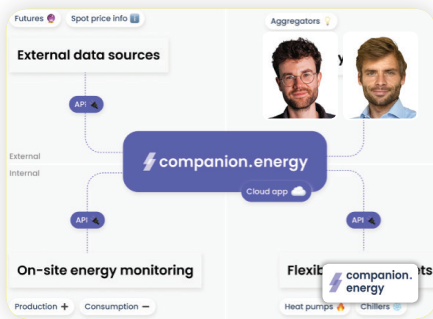 Futures Spot price info
Aggregators
External data sources
y
API
External
Internal
companion.energy
Cloud app
API
API
On-site energy monitoring
Flexib ets
companion.
energy
Production + Consumption −
Heat pumps Chillers